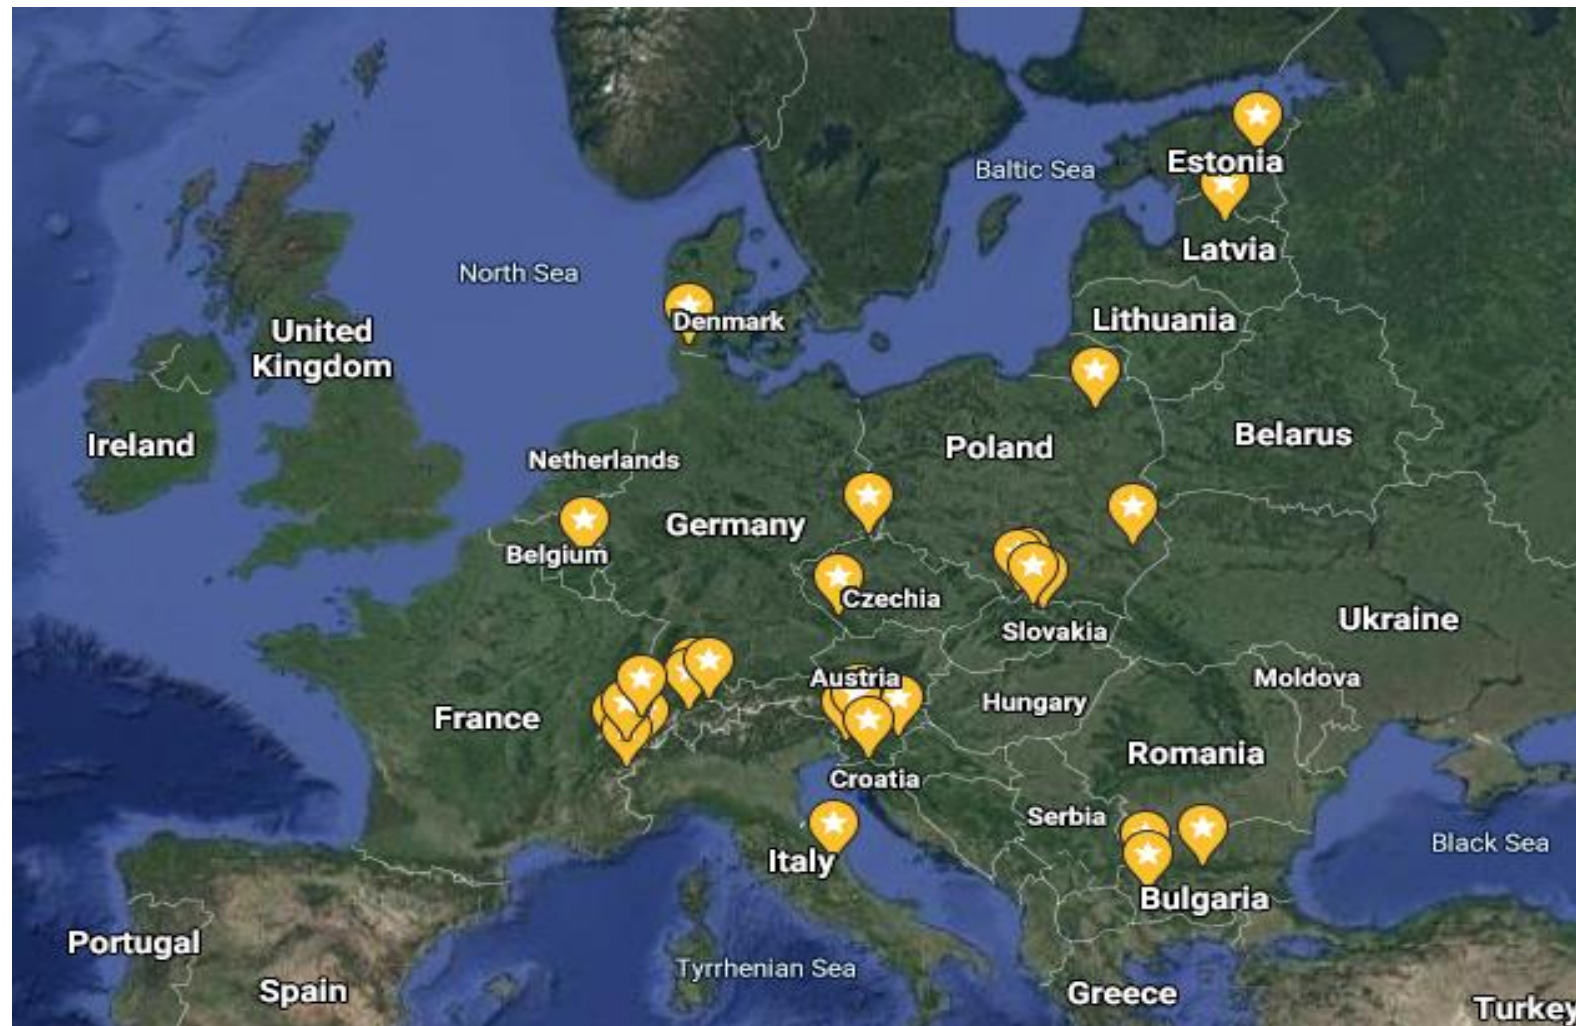 Baltic Sea
Estonia
Latvia
North Sea
Denmark
Lithuania
United
Kingdom
Ireland
Netherlands
Poland
Belarus
Germany
Belgium
Czechia
Ukraine
Slovakia
Austria
Moldova
Hungary
France
Romania
Croatia
Serbia
Black Sea
Italy
Bulgaria
Portugal
Tyrrhenian Sea
Spain
Greece
Turkey